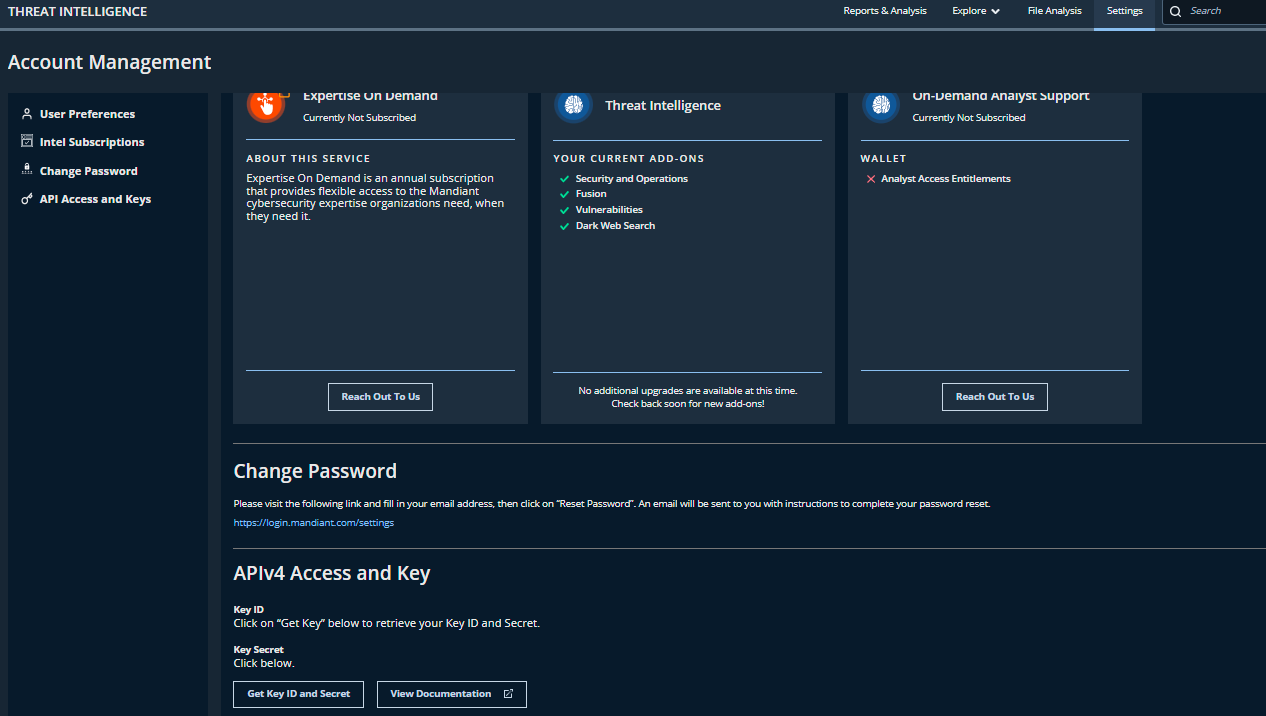 THREAT INTELLIGENCE
Reports & Analysis
Explore
File Analysis
Settings
Search
Account Management
User Preferences
Intel Subscriptions
Change Password
API Access and Keys
Expertise On Demand
Currently Not Subscribed
ABOUT THIS SERVICE
Expertise On Demand is an annual subscription
that provides flexible access to the Mandiant
cybersecurity expertise organizations need, when
they need it.
Reach Out To Us
Threat Intelligence
YOUR CURRENT ADD-ONS
Security and Operations
Fusion
Vulnerabilities
Dark Web Search
No additional upgrades are available at this time.
Check back soon for new add-ons!
On-Demand Analyst Support
Currently Not Subscribed
WALLET
Analyst Access Entitlements
Reach Out To Us
Change Password
Please visit the following link and fill in your email address, then click on “Reset Password”. An email will be sent to you with instructions to complete your password reset.
https://login.mandiant.com/settings
APIv4 Access and Key
Key ID
Click on “Get Key” below to retrieve your Key ID and Secret.
Key Secret
Click below.
Get Key ID and Secret
View Documentation